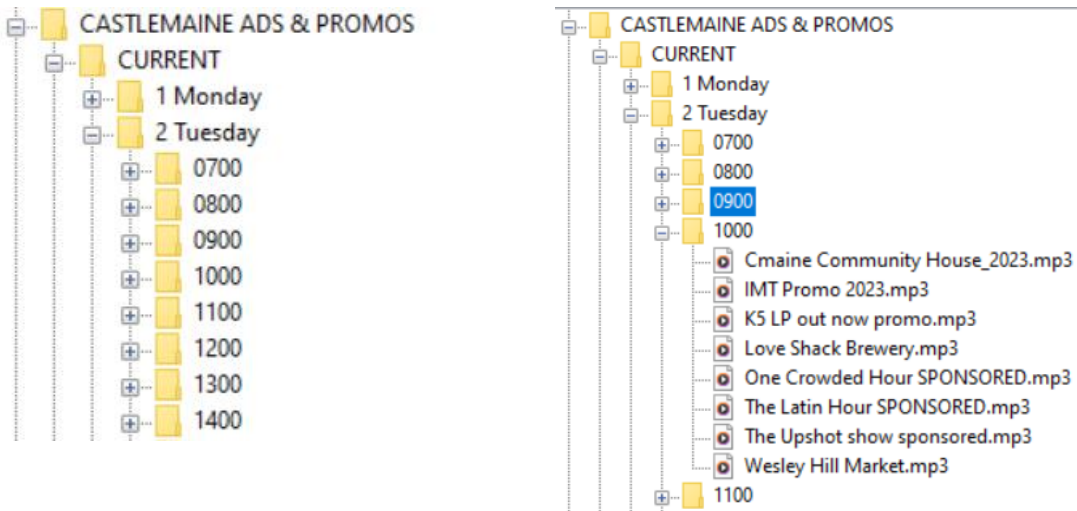 CASTLEMAINE ADS & PROMOS
CURRENT
1 Monday
2 Tuesday
0700
0800
0900
1000
1100
1200
1300
1400
CASTLEMAINE ADS & PROMOS
CURRENT
1 Monday
2 Tuesday
0700
0800
0900
1000
Cmaine Community House_2023.mp3
IMT Promo 2023.mp3
K5 LP out now promo.mp3
Love Shack Brewery.mp3
One Crowded Hour SPONSORED.mp3
The Latin Hour SPONSORED.mp3
The Upshot show sponsored.mp3
Wesley Hill Market.mp3
1100